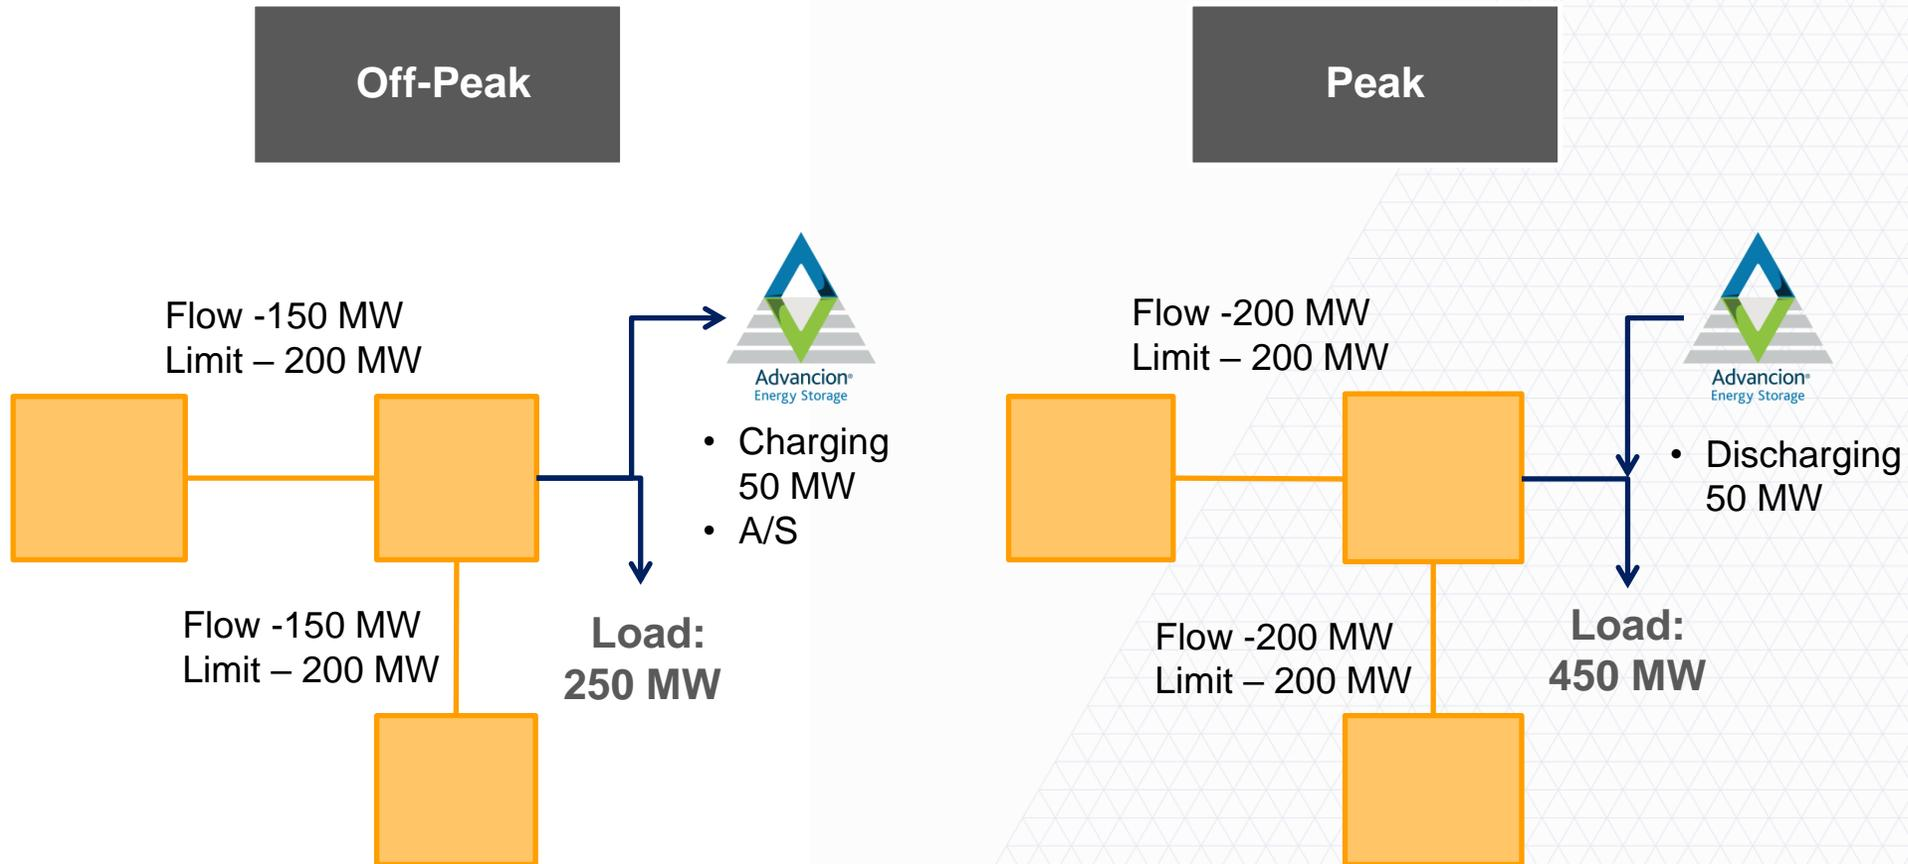 Off-Peak
Flow -150 MW
Limit – 200 MW
Advancion®
Energy Storage
• Charging
50 MW
• A/S
Flow -150 MW
Limit – 200 MW
Load:
250 MW
Peak
Flow -200 MW
Limit – 200 MW
Advancion®
Energy Storage
• Discharging
50 MW
Flow -200 MW
Limit – 200 MW
Load:
450 MW